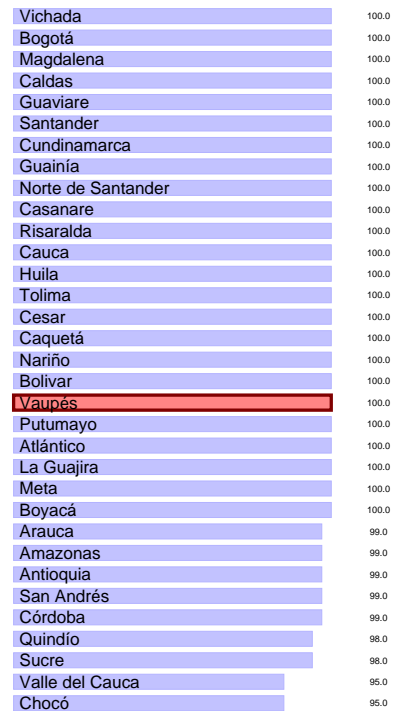 Vichada 100.0
Bogotá 100.0
Magdalena 100.0
Caldas 100.0
Guaviare 100.0
Santander 100.0
Cundinamarca 100.0
Guainía 100.0
Norte de Santander 100.0
Casanare 100.0
Risaralda 100.0
Cauca 100.0
Huila 100.0
Tolima 100.0
Cesar 100.0
Caquetá 100.0
Nariño 100.0
Bolivar 100.0
Vaupés 100.0
Putumayo 100.0
Atlántico 100.0
La Guajira 100.0
Meta 100.0
Boyacá 100.0
Arauca 99.0
Amazonas 99.0
Antioquia 99.0
San Andrés 99.0
Córdoba 99.0
Quindío 98.0
Sucre 98.0
Valle del Cauca 95.0
Chocó 95.0